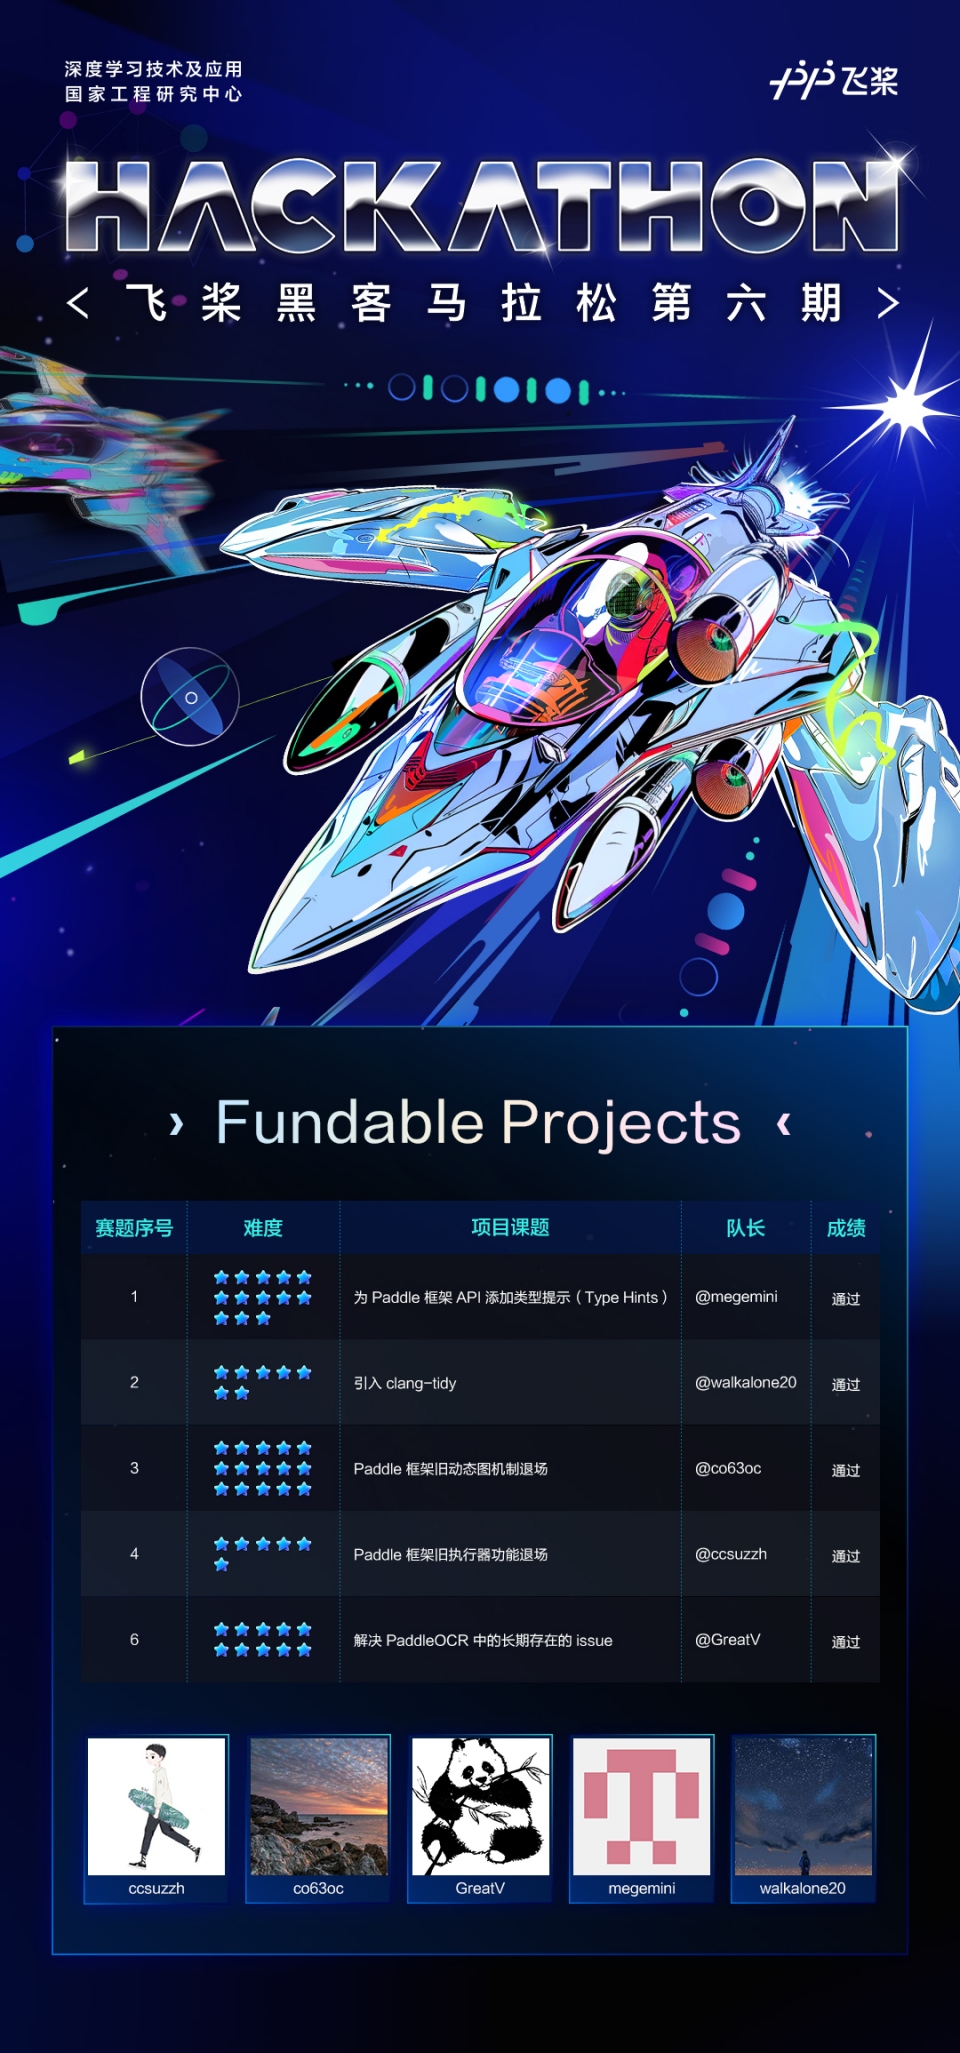 深度学习技术及应用
国家工程研究中心
飞桨
HACKATHON
< 飞桨黑客马拉松第六期 >
› Fundable Projects ‹
赛题序号 难度 项目课题 队长 成绩
1 为 Paddle 框架 API 添加类型提示（Type Hints） @megemini 通过
2 引入 clang-tidy @walkalone20 通过
3 Paddle 框架旧动态图机制退场 @co63oc 通过
4 Paddle 框架旧执行器功能退场 @ccsuzzh 通过
6 解决 PaddleOCR 中的长期存在的 issue @GreatV 通过
ccsuzzh co63oc GreatV megemini walkalone20